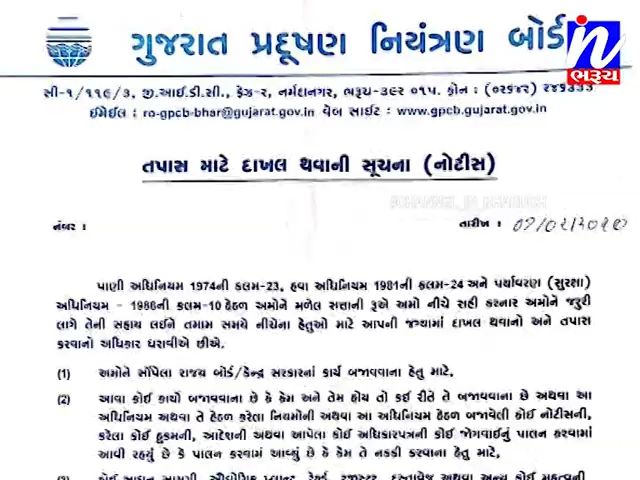 ગુજરાત પ્રદૂષણ નિયંત્રણ બોર્ડ
in
ભરૂચ
સી-૧/૧૧૯/૩, જી.આઈ.ડી.સી., ફેઝ-૨, નર્મદાનગર, ભરૂચ-૩૯૨ ૦૧૫. ફોન : (૦૨૬૪૨) ૨૪૬૩૩૩
ઈમેઈલ : ro-gpcb-bhar@gujarat.gov.in વેબ સાઈટ : www.gpcb.gujarat.gov.in
તપાસ માટે દાખલ થવાની સૂચના (નોટીસ)
@CHANNEL_IN_BHARUCH
નંબર :
તારીખ :
પાણી અધિનિયમ 1974ની કલમ-23, હવા અધિનિયમ 1981ની કલમ-24 અને પર્યાવરણ (સુરક્ષા)
અધિનિયમ - 1986ની કલમ-10 હેઠળ અમોને મળેલ સત્તાની રૂએ અમો નીચે સહી કરનાર અમોને જરૂરી
લાગે તેની સહાય લઈને તમામ સમયે નીચેના હેતુઓ માટે આપની જગ્યામાં દાખલ થવાનો અને તપાસ
કરવાનો અધિકાર ધરાવીએ છીએ.
(1) અમોને સોંપેલા રાજ્ય બોર્ડ/કેન્દ્ર સરકારનાં કાર્ય બજાવવાના હેતુ માટે,
(2) આવા કોઈ કાર્યો બજાવવાના છે કે કેમ અને તેમ હોય તો કઈ રીતે તે બજાવવાના છે અથવા આ
અધિનિયમ અથવા તે હેઠળ કરેલા નિયમોની અથવા આ અધિનિયમ હેઠળ બજાવેલી કોઈ નોટીસની,
કરેલા કોઈ હુકમની, આદેશની અથવા આપેલા કોઈ અધિકારપત્રની કોઈ જોગવાઈનું પાલન કરવામાં
આવી રહ્યું છે કે પાલન કરવામં આવ્યું છે કે કેમ તે નક્કી કરવાના હેતુ માટે,